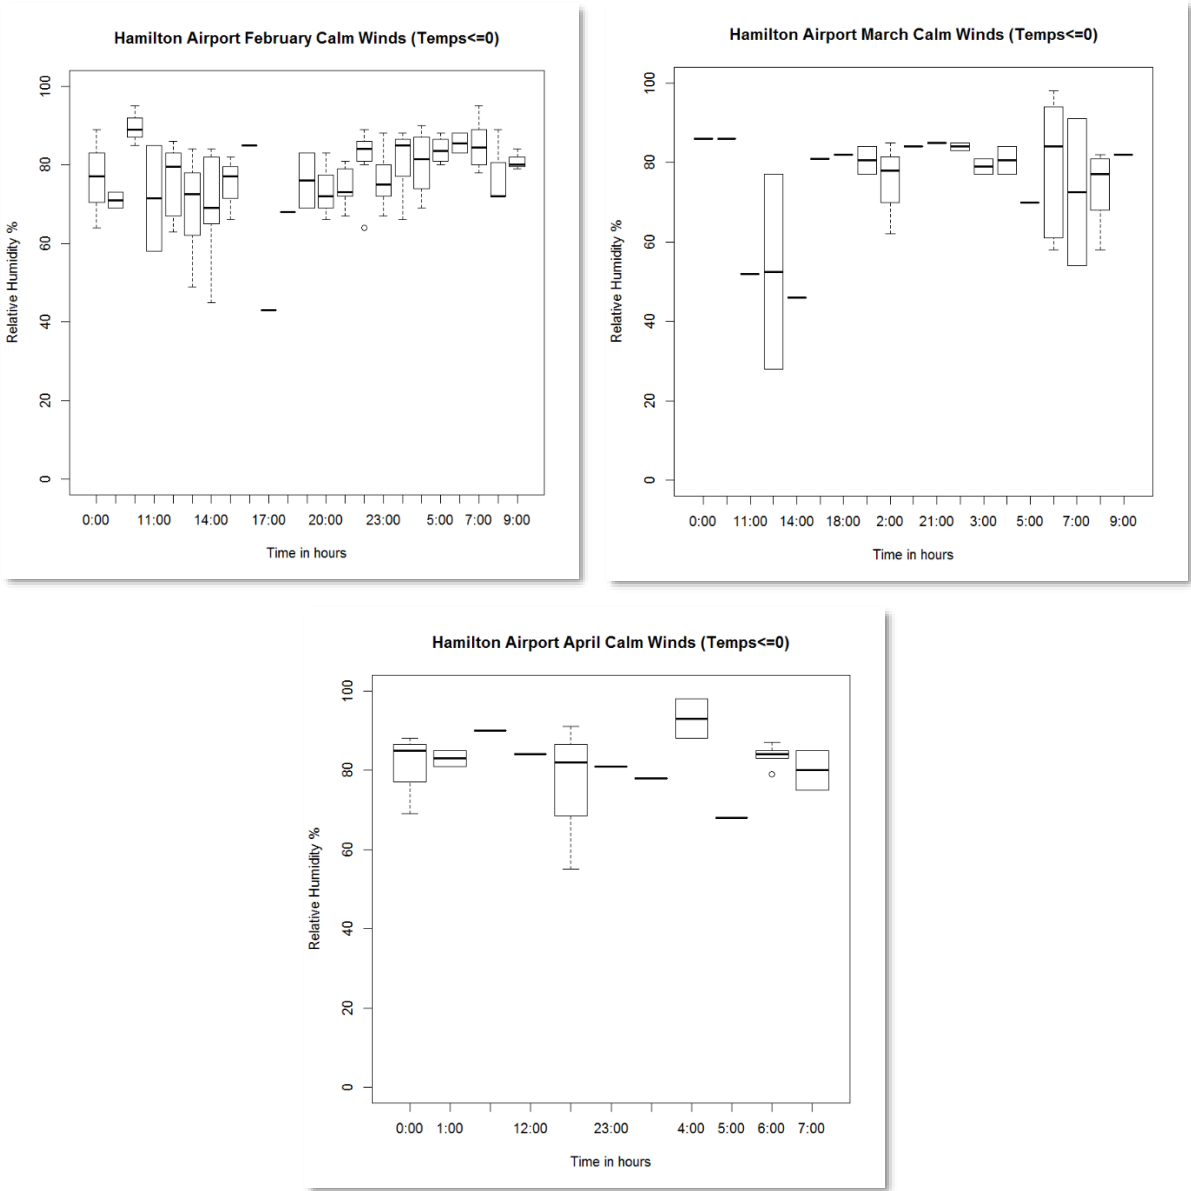 Hamilton Airport February Calm Winds (Temps<=0)
Relative Humidity %
100
80
60
40
20
0
0:00 11:00 14:00 17:00 20:00 23:00 5:00 7:00 9:00
Time in hours
Hamilton Airport March Calm Winds (Temps<=0)
Relative Humidity %
100
80
60
40
20
0
0:00 11:00 14:00 18:00 2:00 21:00 3:00 5:00 7:00 9:00
Time in hours
Hamilton Airport April Calm Winds (Temps<=0)
Relative Humidity %
100
80
60
40
20
0
0:00 1:00 12:00 23:00 4:00 5:00 6:00 7:00
Time in hours